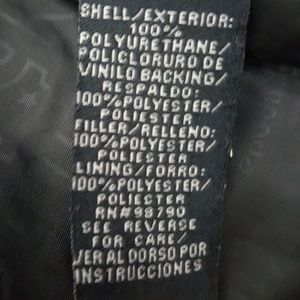 SHELL/EXTERIOR:
100%
POLYURETHANE/
POLICLORURO DE
VINILO BACKING/
RESPALDO:
100% POLYESTER/
POLIESTER
FILLER/RELLENO:
100% POLYESTER/
POLIESTER
LINING/FORRO:
100% POLYESTER/
POLIESTER
RN#98790
SEE REVERSE
FOR CARE/
VER AL DORSO POR
INSTRUCCIONES